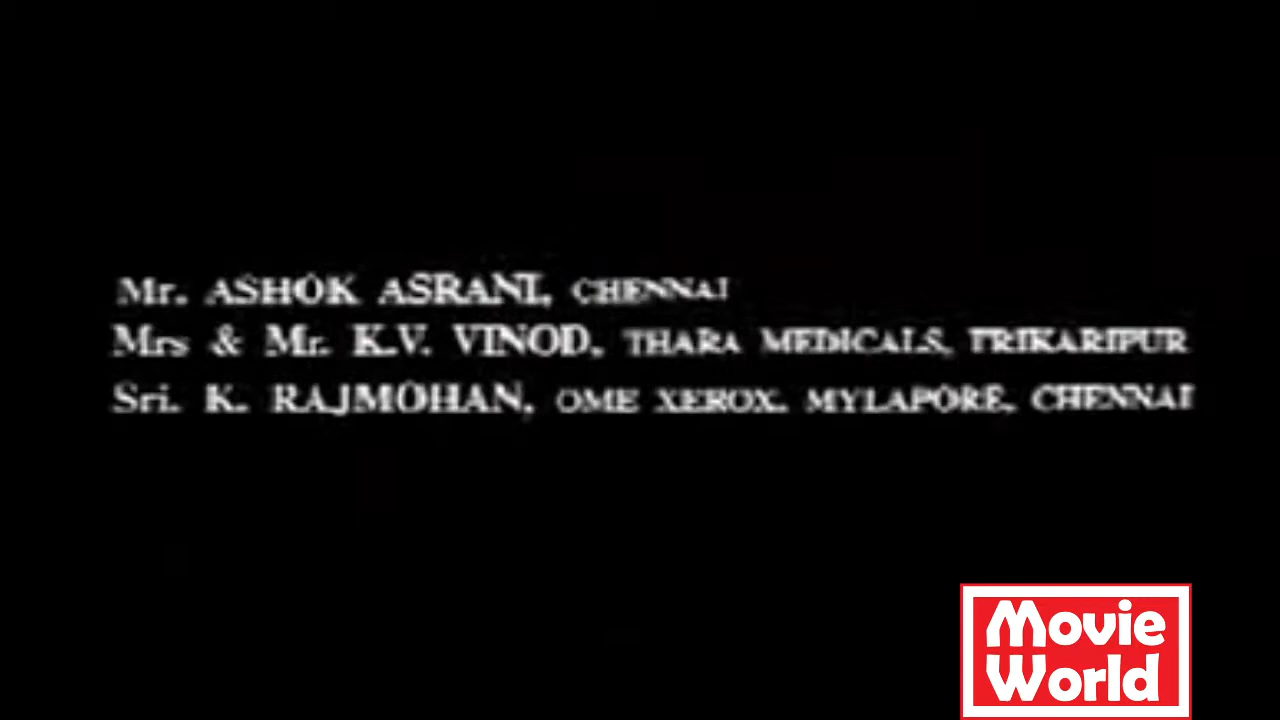 Mr. ASHOK ASRANI, CHENNAI
Mrs & Mr. K.V. VINOD, THARA MEDICALS, TRIKARIPUR
Sri. K. RAJMOHAN, OME XEROX, MYLAPORE, CHENNAI
Movie
World